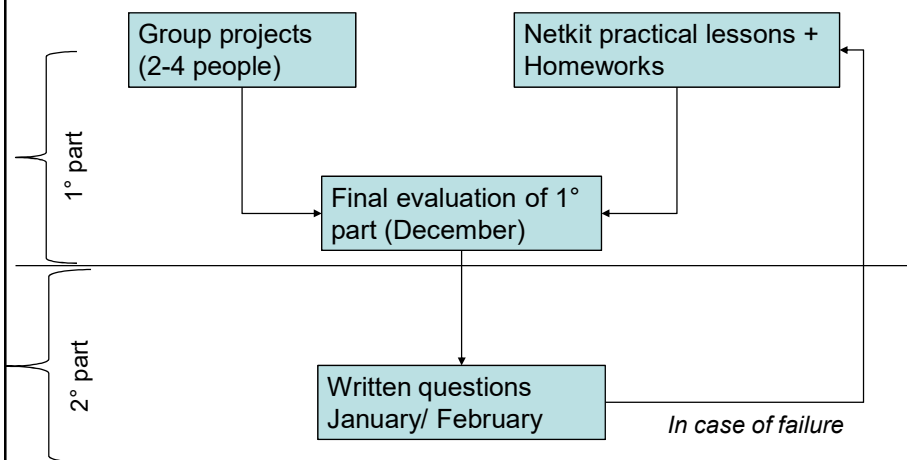 Group projects
(2-4 people)
Netkit practical lessons +
Homeworks
1° part
Final evaluation of 1°
part (December)
2° part
Written questions
January/ February
In case of failure